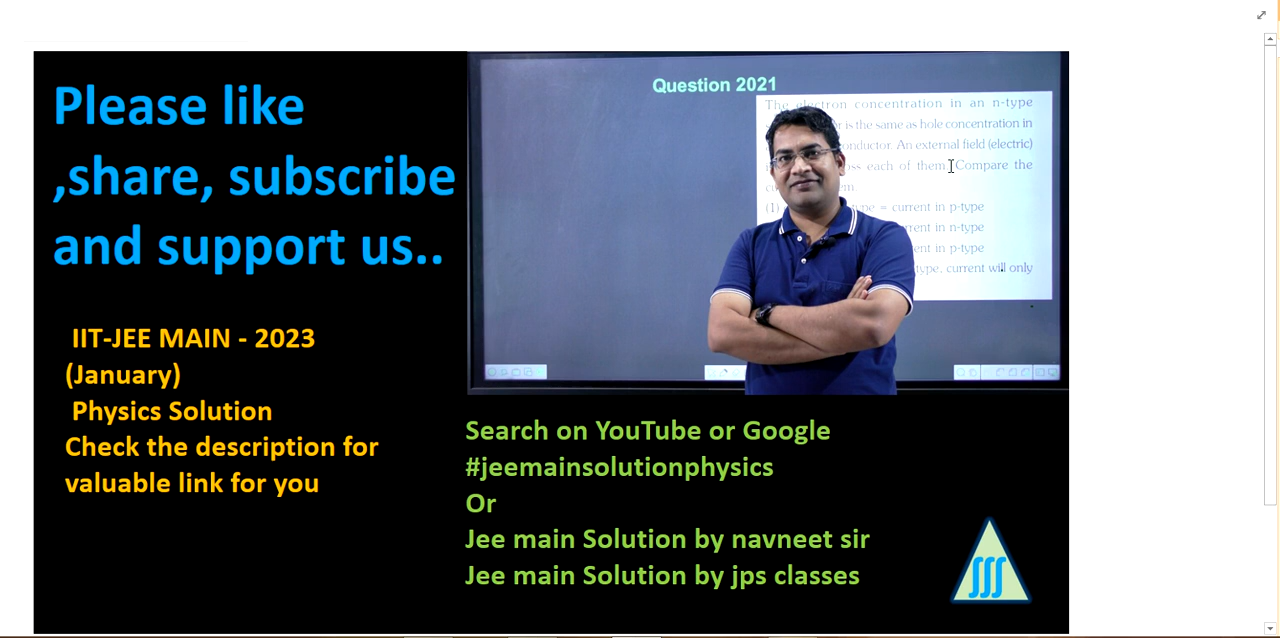 Please like
,share, subscribe
and support us..
IIT-JEE MAIN - 2023
(January)
Physics Solution
Check the description for
valuable link for you
Question 2021
The electron concentration in an n-type
is the same as hole concentration in
An external field (electric)
each of them. Compare the
(1) type = current in p-type
in n-type
in p-type
type, current will only
Search on YouTube or Google
#jeemainsolutionphysics
Or
Jee main Solution by navneet sir
Jee main Solution by jps classes
∫∫∫